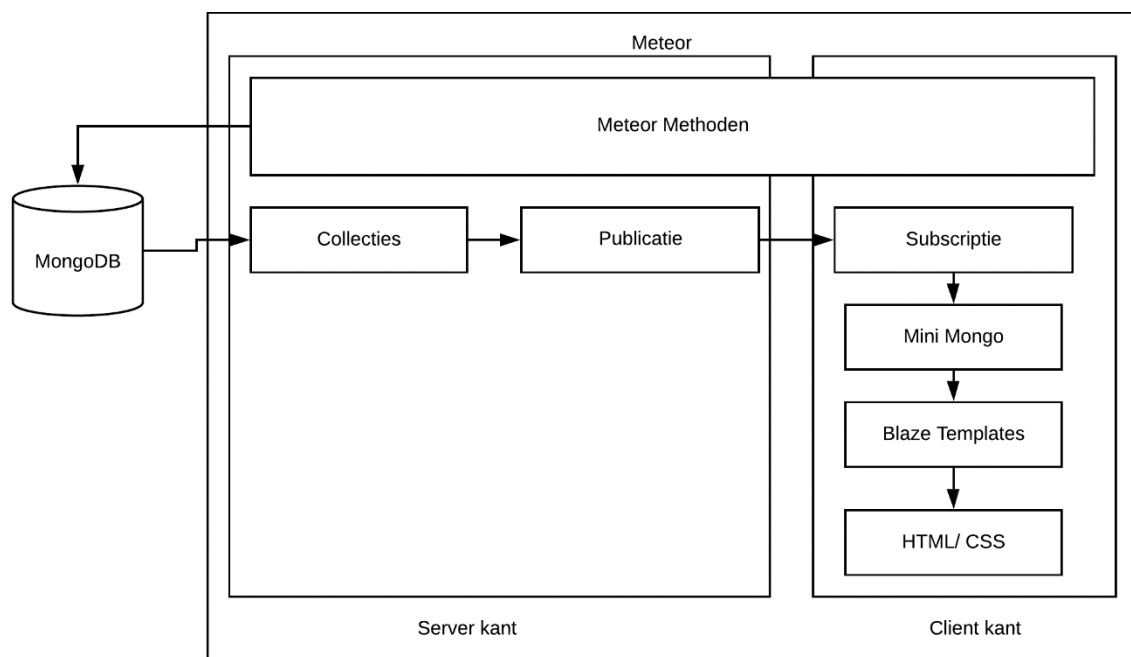 Meteor
Meteor Methoden
MongoDB
Collecties
Publicatie
Subscriptie
Mini Mongo
Blaze Templates
HTML/ CSS
Server kant
Client kant